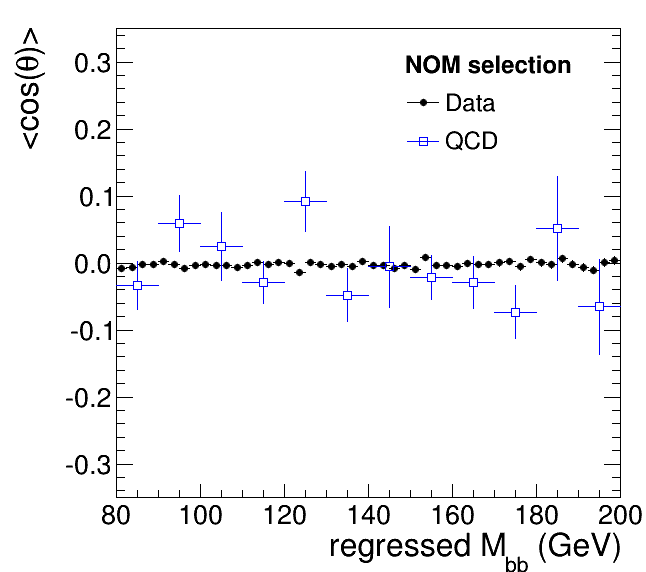 <cos(θ)>
NOM selection
Data
QCD
0.3
0.2
0.1
0.0
-0.1
-0.2
-0.3
80 100 120 140 160 180 200
regressed M_bb (GeV)